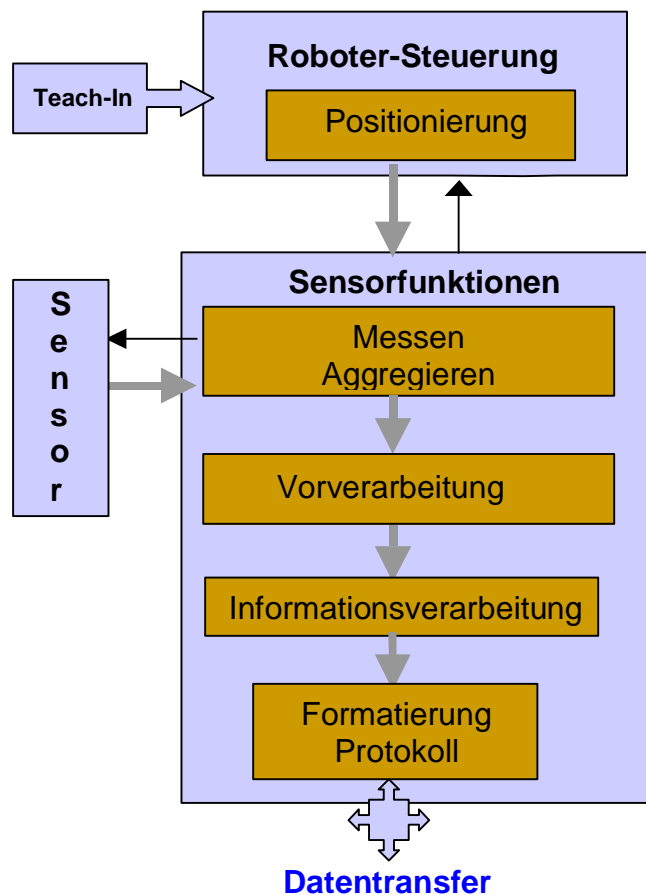 Roboter-Steuerung
Teach-In
Positionierung
Sensorfunktionen
S
e
n
s
o
r
Messen
Aggregieren
Vorverarbeitung
Informationsverarbeitung
Formatierung
Protokoll
Datentransfer